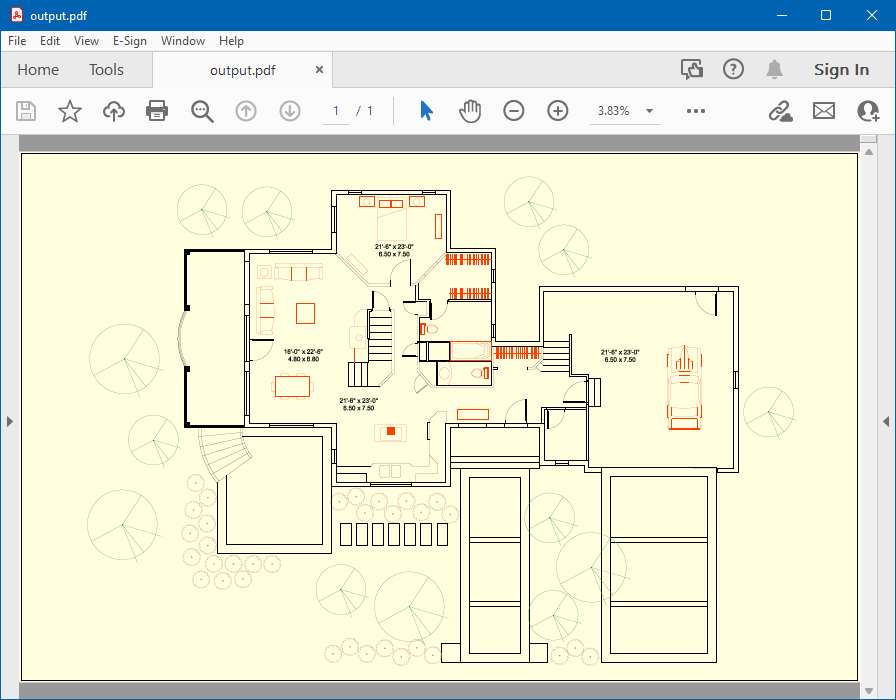 output.pdf
File Edit View E-Sign Window Help
Home Tools output.pdf × Sign In
1 / 1 3.83%
21'-6" x 23'-0"
6.50 x 7.50
16'-0" x 22'-6"
4.80 x 6.80
21'-6" x 23'-0"
6.50 x 7.50
21'-6" x 23'-0"
6.50 x 7.50